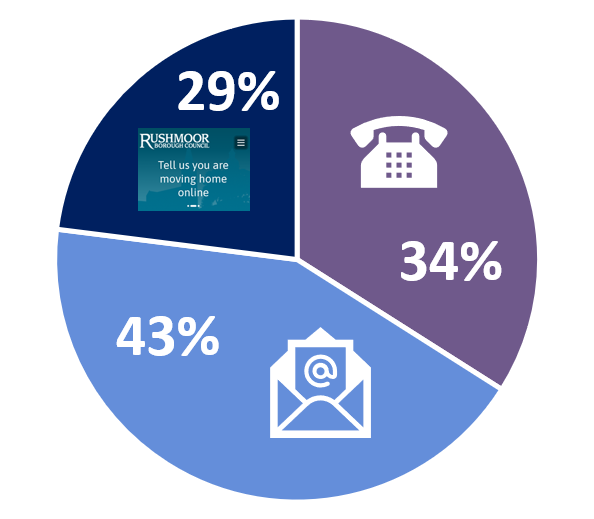 29%
RUSHMOOR
BOROUGH COUNCIL
Tell us you are
moving home
online
34%
43%
@